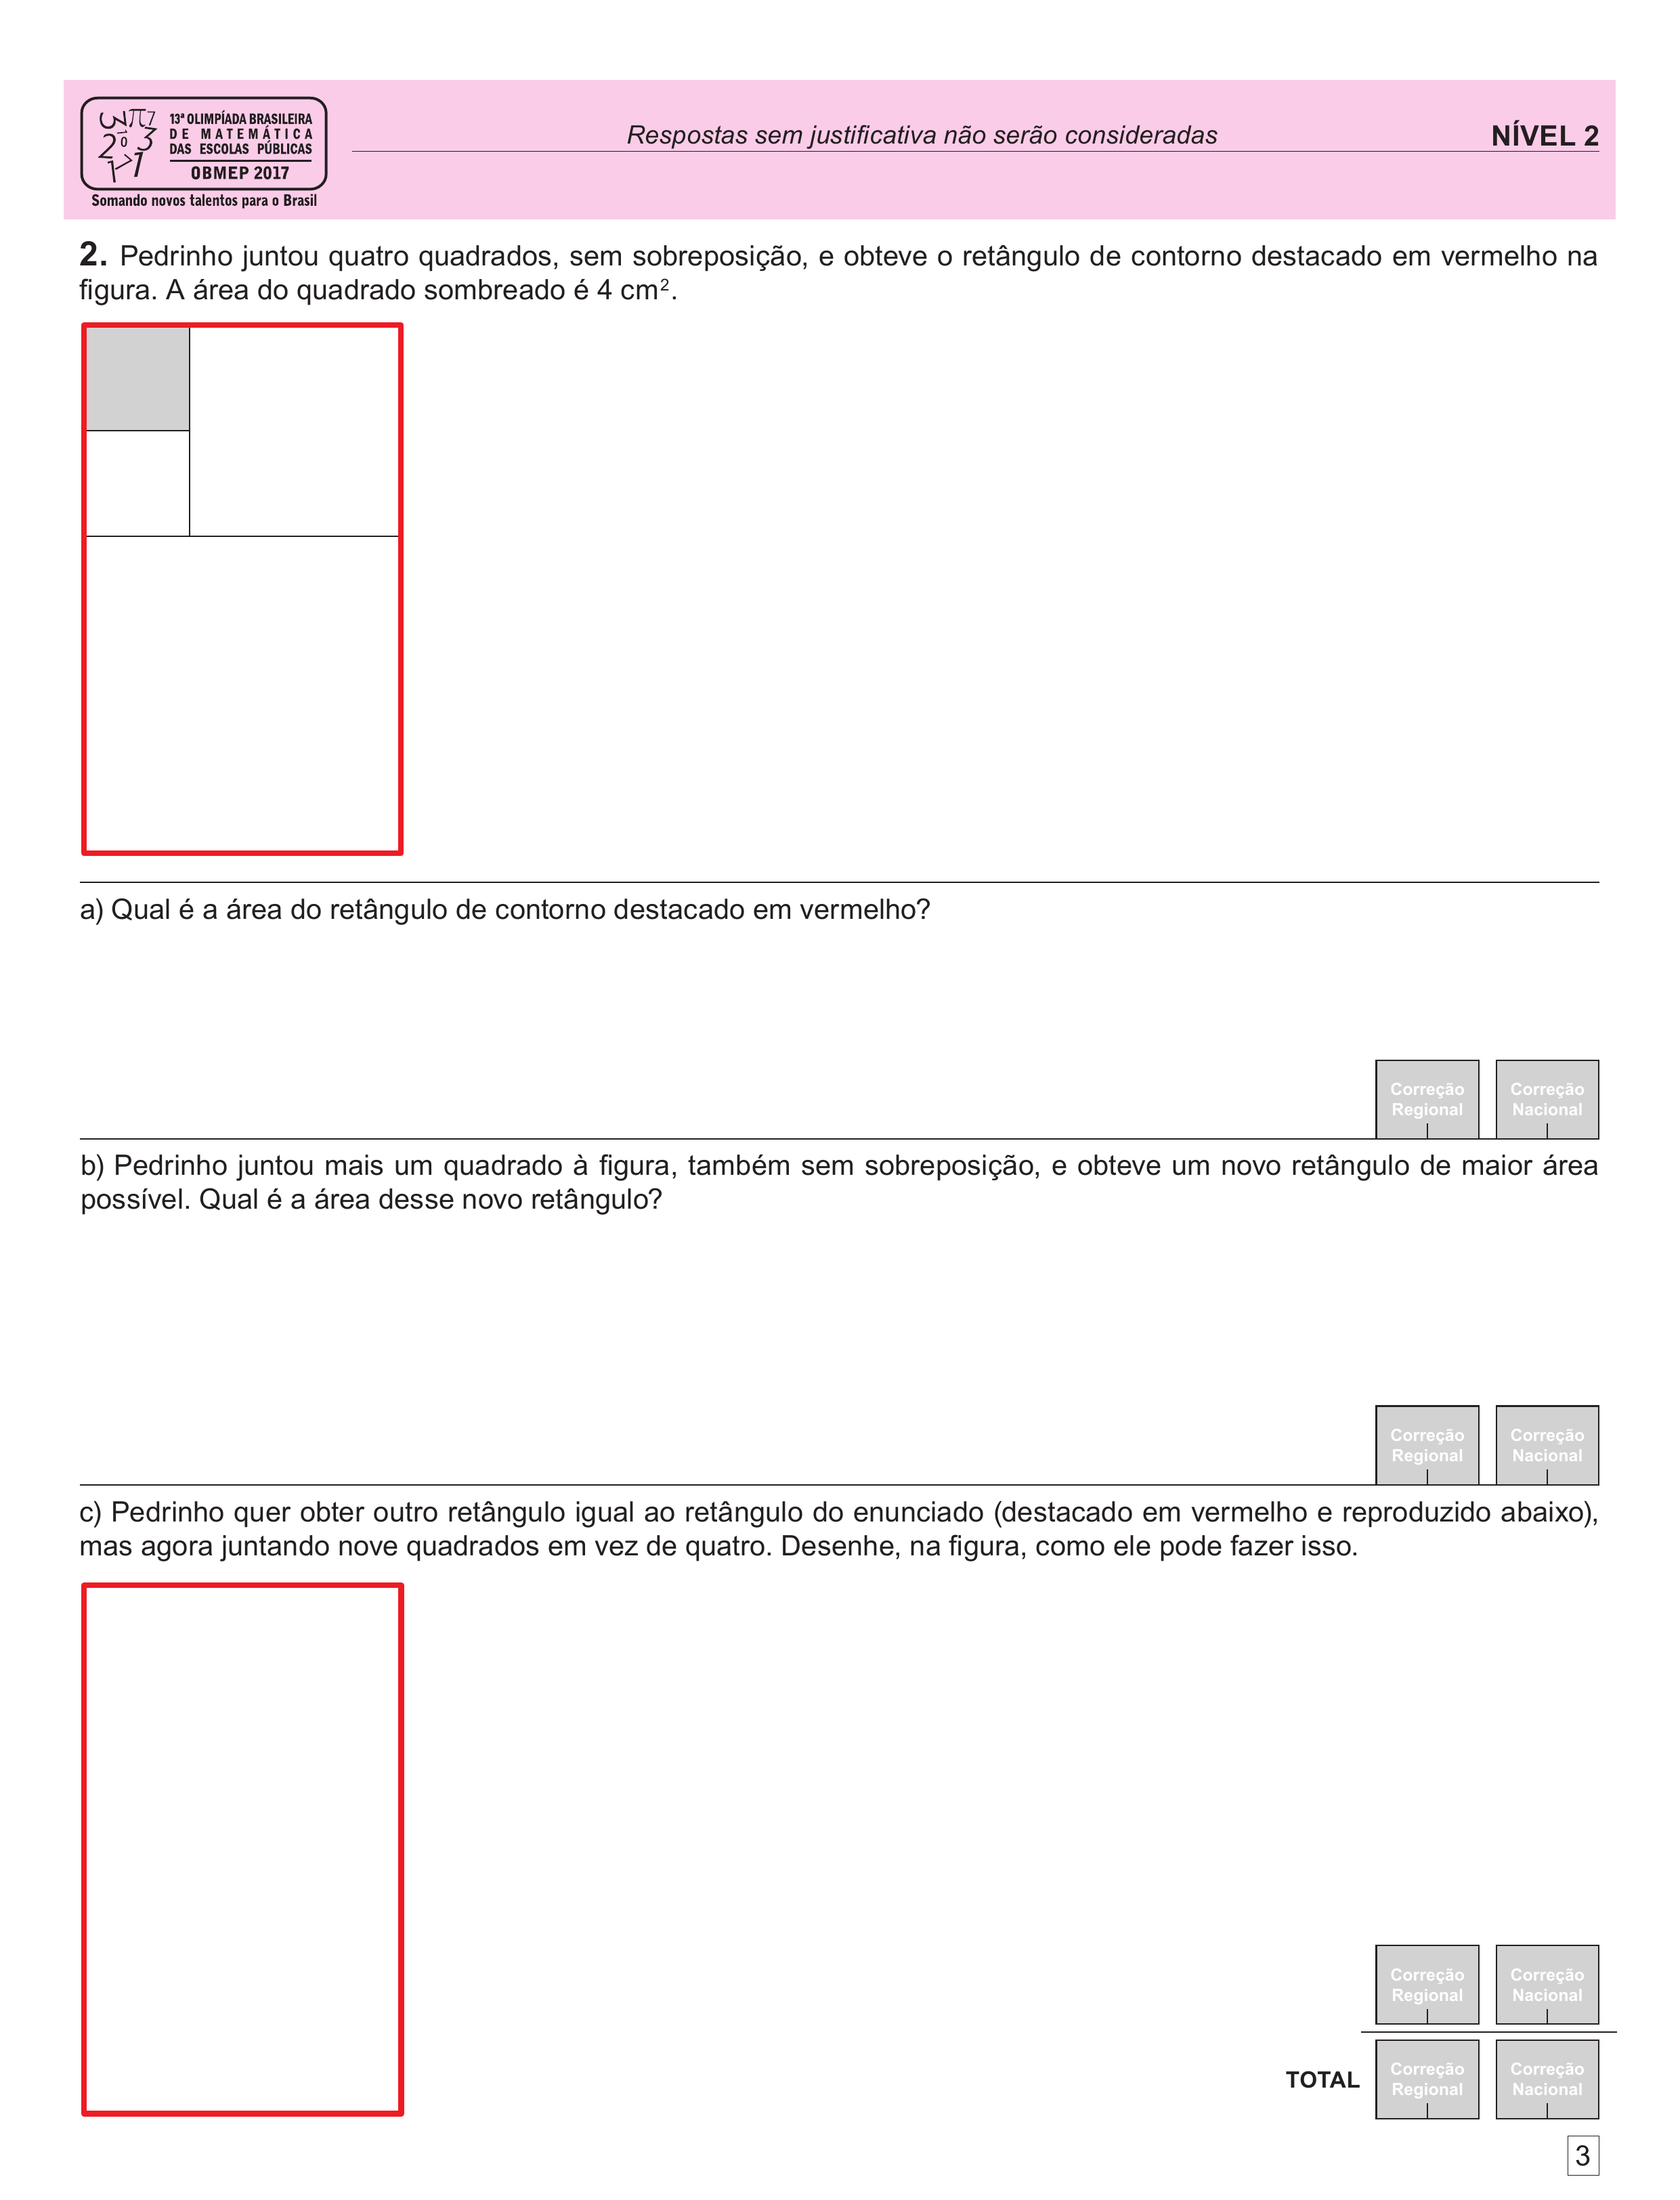 13ª OLIMPÍADA BRASILEIRA
DE MATEMÁTICA
DAS ESCOLAS PÚBLICAS
OBMEP 2017
Somando novos talentos para o Brasil
Respostas sem justificativa não serão consideradas
NÍVEL 2
2. Pedrinho juntou quatro quadrados, sem sobreposição, e obteve o retângulo de contorno destacado em vermelho na
figura. A área do quadrado sombreado é 4 cm².
a) Qual é a área do retângulo de contorno destacado em vermelho?
Correção
Regional
Correção
Nacional
b) Pedrinho juntou mais um quadrado à figura, também sem sobreposição, e obteve um novo retângulo de maior área
possível. Qual é a área desse novo retângulo?
Correção
Regional
Correção
Nacional
c) Pedrinho quer obter outro retângulo igual ao retângulo do enunciado (destacado em vermelho e reproduzido abaixo),
mas agora juntando nove quadrados em vez de quatro. Desenhe, na figura, como ele pode fazer isso.
Correção
Regional
Correção
Nacional
TOTAL
Correção
Regional
Correção
Nacional
3